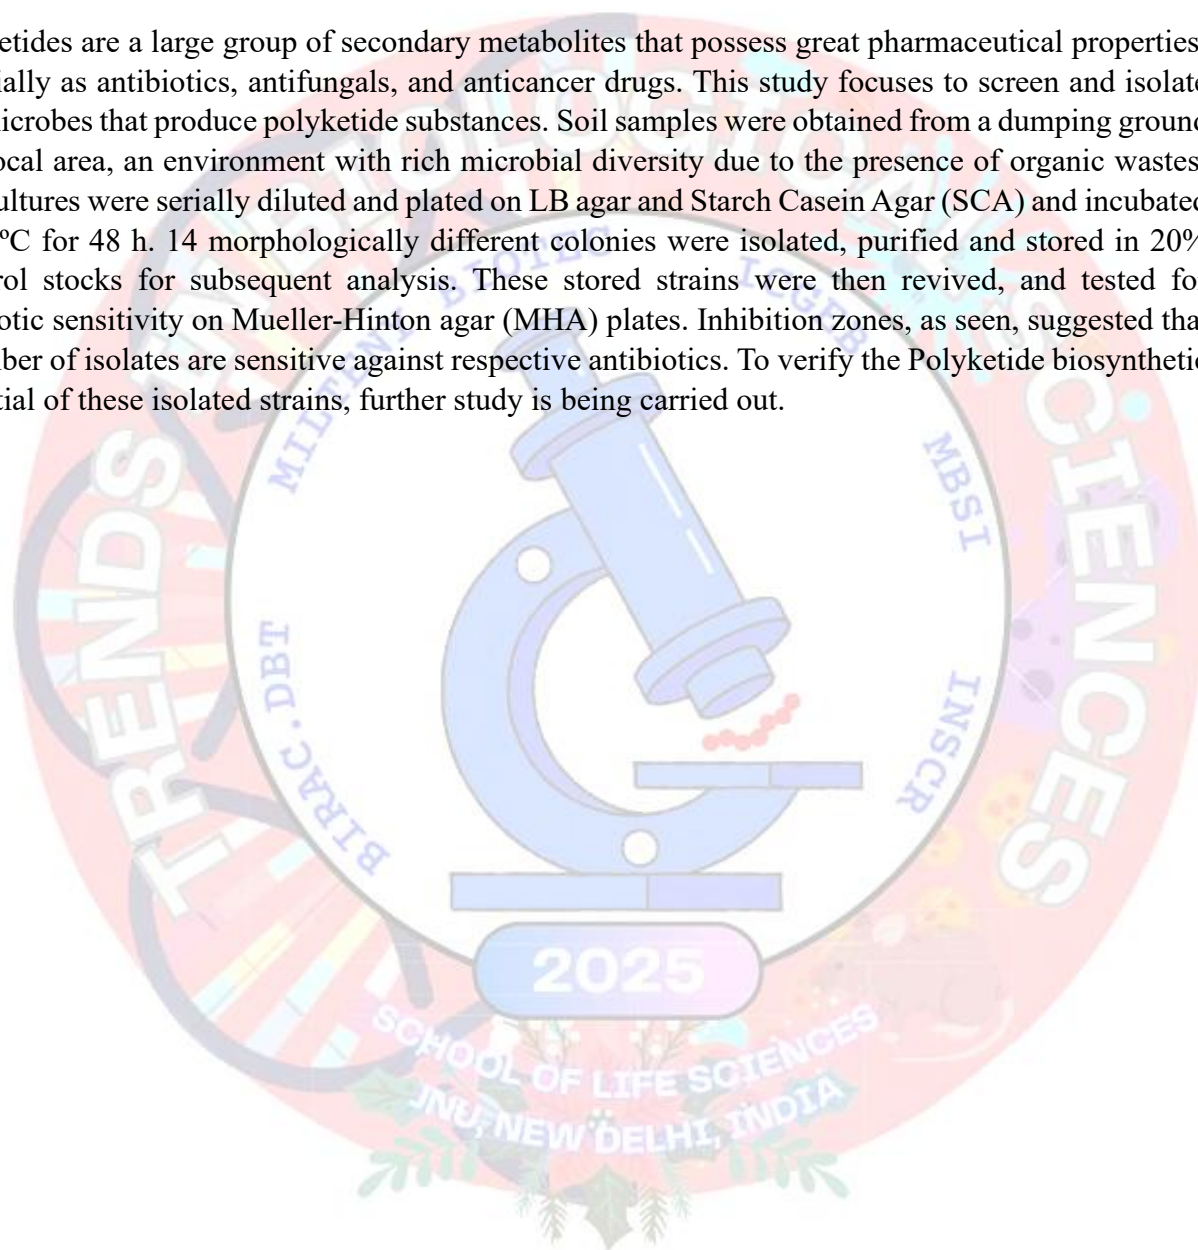 etides are a large group of secondary metabolites that possess great pharmaceutical properties
ially as antibiotics, antifungals, and anticancer drugs. This study focuses to screen and isolate
nicrobes that produce polyketide substances. Soil samples were obtained from a dumping ground
ocal area, an environment with rich microbial diversity due to the presence of organic wastes
ultures were serially diluted and plated on LB agar and Starch Casein Agar (SCA) and incubated
ºC for 48 h. 14 morphologically different colonies were isolated, purified and stored in 20%
rol stocks for subsequent analysis. These stored strains were then revived, and tested fo
otic sensitivity on Mueller-Hinton agar (MHA) plates. Inhibition zones, as seen, suggested tha
ber of isolates are sensitive against respective antibiotics. To verify the Polyketide biosynthetic
tial of these isolated strains, further study is being carried out.
TRENDS IN BIOLOGICAL SCIENCES
MILTENYI BIOTEC
ICGEB
MBSI
INSCR
BIRAC.DBT
2025
SCHOOL OF LIFE SCIENCES
JNU, NEW DELHI, INDIA